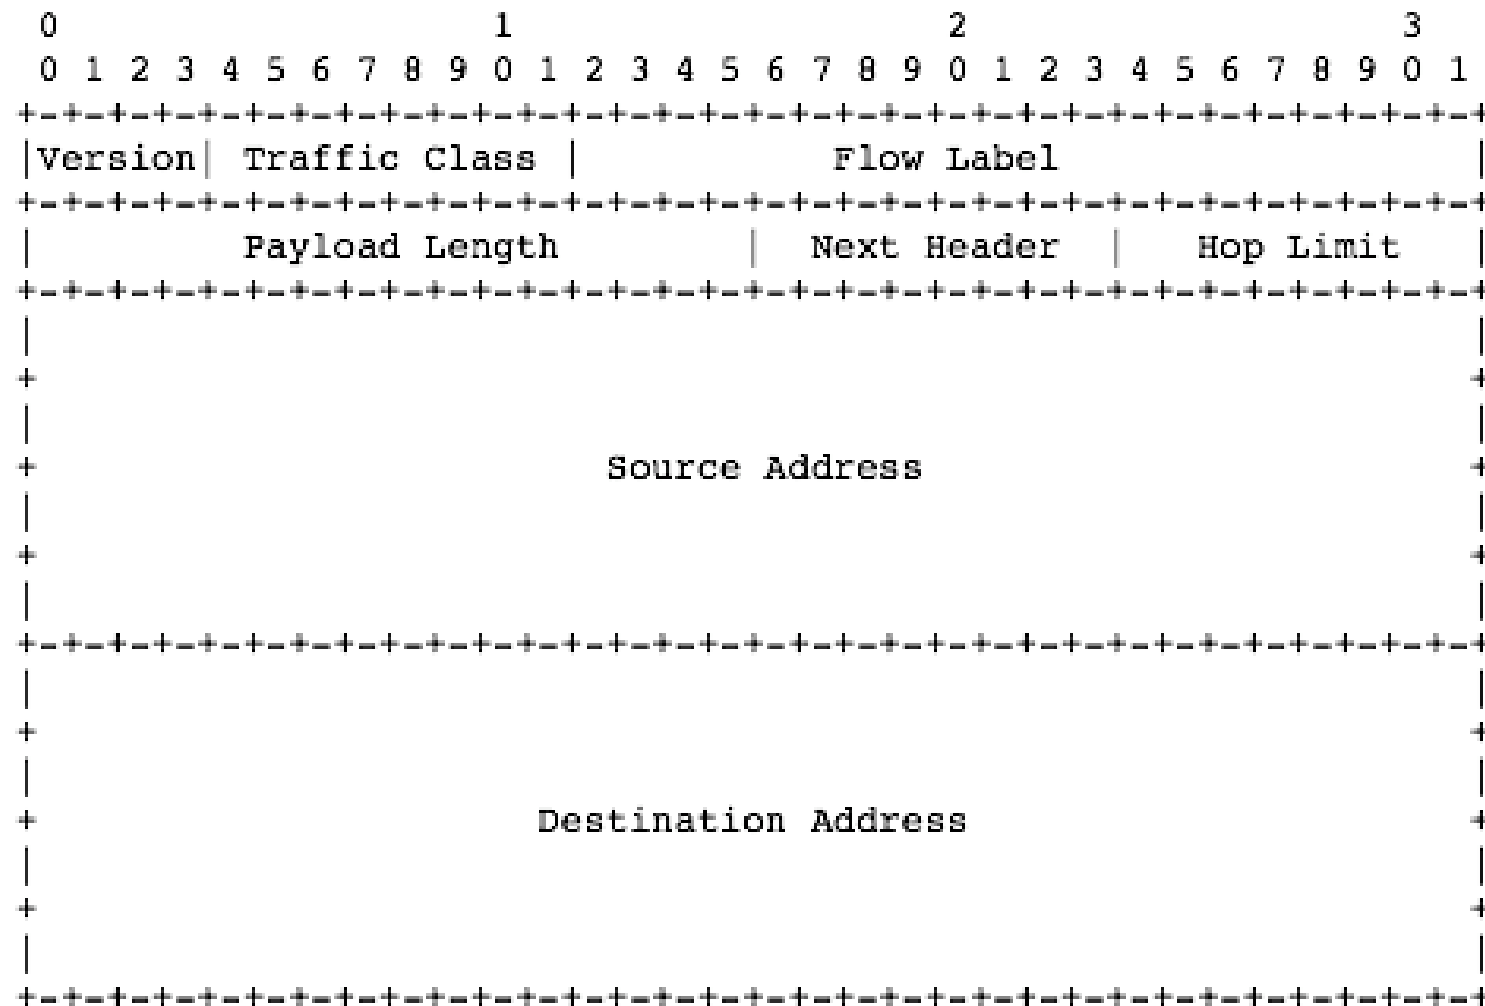 0 1 2 3
0 1 2 3 4 5 6 7 8 9 0 1 2 3 4 5 6 7 8 9 0 1 2 3 4 5 6 7 8 9 0 1
+-+-+-+-+-+-+-+-+-+-+-+-+-+-+-+-+-+-+-+-+-+-+-+-+-+-+-+-+-+-+-+-+
|Version| Traffic Class | Flow Label |
+-+-+-+-+-+-+-+-+-+-+-+-+-+-+-+-+-+-+-+-+-+-+-+-+-+-+-+-+-+-+-+-+
| Payload Length | Next Header | Hop Limit |
+-+-+-+-+-+-+-+-+-+-+-+-+-+-+-+-+-+-+-+-+-+-+-+-+-+-+-+-+-+-+-+-+
| |
+ +
| |
+ Source Address +
| |
+ +
| |
+-+-+-+-+-+-+-+-+-+-+-+-+-+-+-+-+-+-+-+-+-+-+-+-+-+-+-+-+-+-+-+-+
| |
+ +
| |
+ Destination Address +
| |
+ +
| |
+-+-+-+-+-+-+-+-+-+-+-+-+-+-+-+-+-+-+-+-+-+-+-+-+-+-+-+-+-+-+-+-+